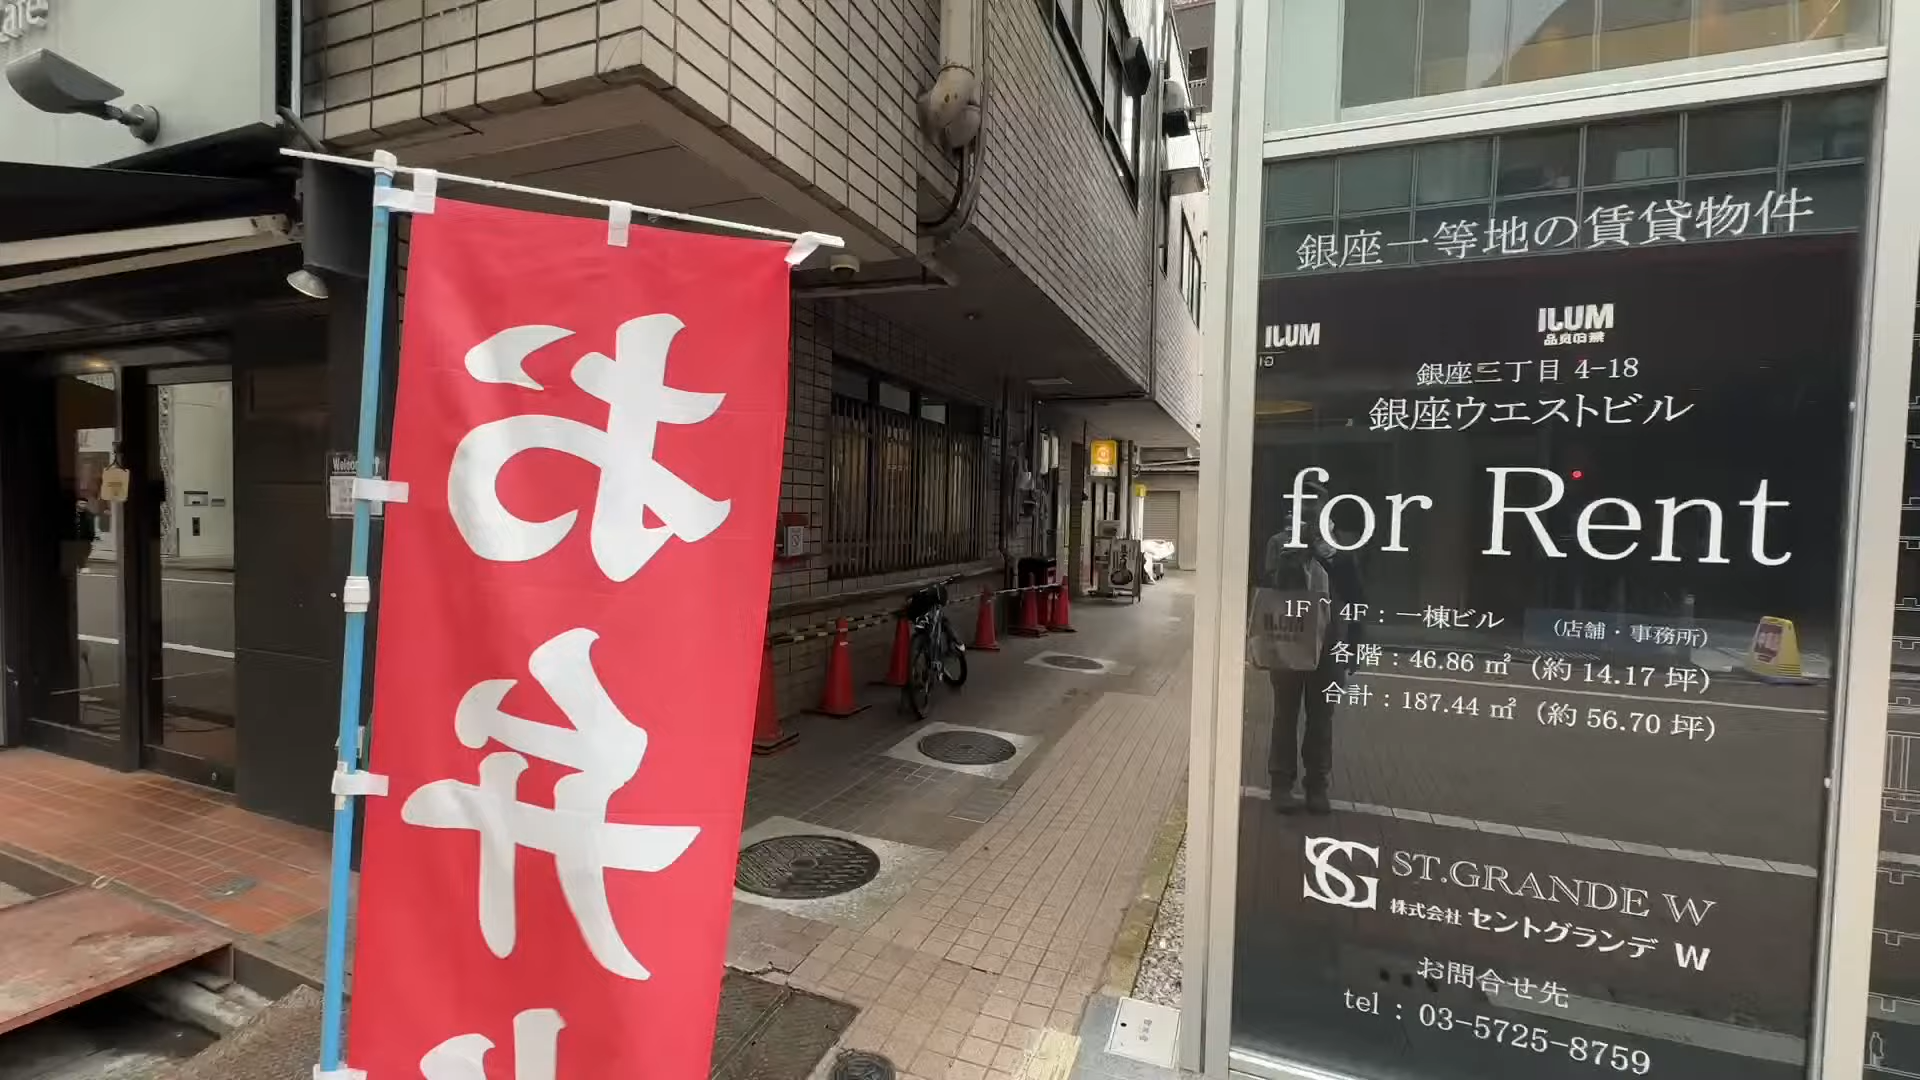 afe
Welcome
お弁当
銀座一等地の賃貸物件
ILUM
ILUM
銀座三丁目 4-18
銀座ウエストビル
for Rent
1F ~ 4F : 一棟ビル (店舗・事務所)
各階 : 46.86 ㎡ (約 14.17 坪)
合計 : 187.44 ㎡ (約 56.70 坪)
SG ST.GRANDE W
株式会社 セントグランデ W
お問合せ先
tel : 03-5725-8759